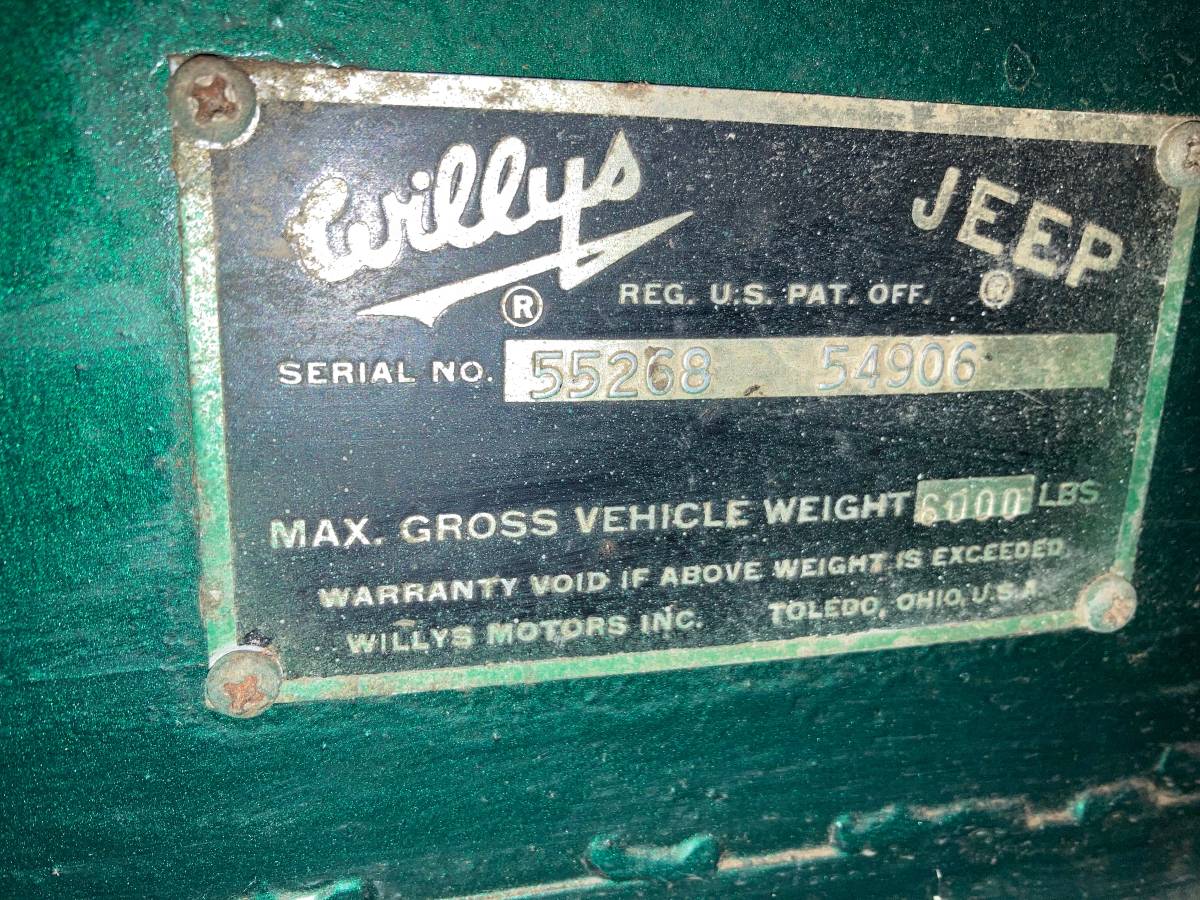 Willys ® JEEP ®
REG. U.S. PAT. OFF.
SERIAL NO. 55268 54906
MAX. GROSS VEHICLE WEIGHT 6000 LBS
WARRANTY VOID IF ABOVE WEIGHT IS EXCEEDED.
WILLYS MOTORS INC. TOLEDO, OHIO, U.S.A.